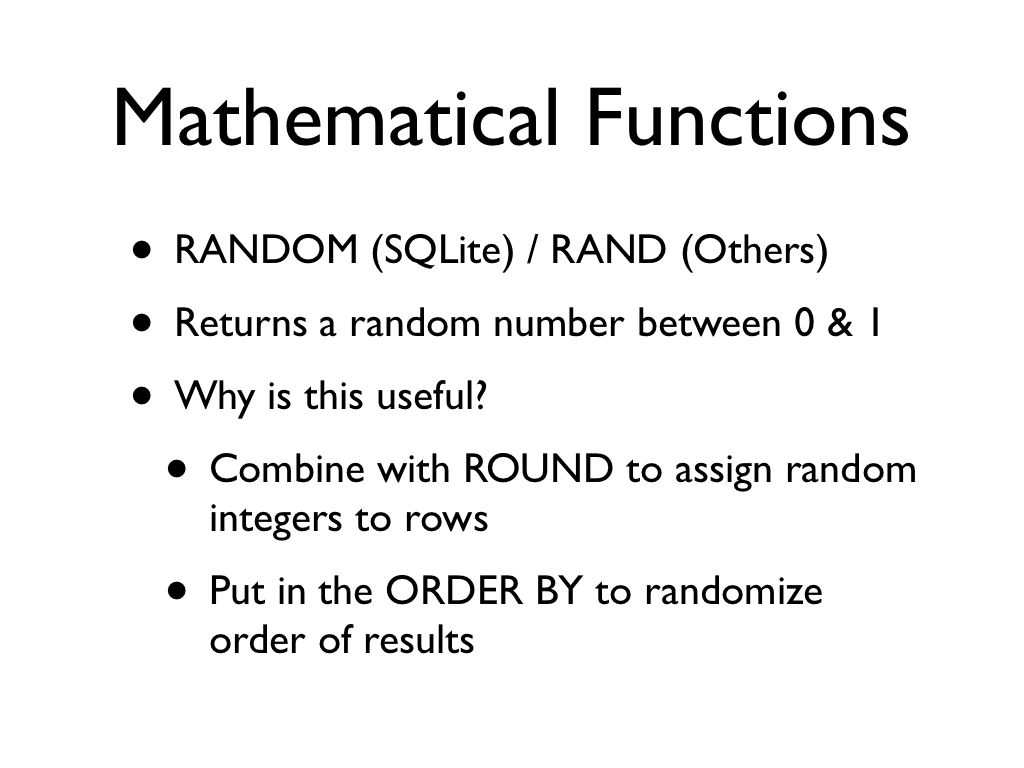 Mathematical Functions
• RANDOM (SQLite) / RAND (Others)
• Returns a random number between 0 & 1
• Why is this useful?
• Combine with ROUND to assign random
integers to rows
• Put in the ORDER BY to randomize
order of results